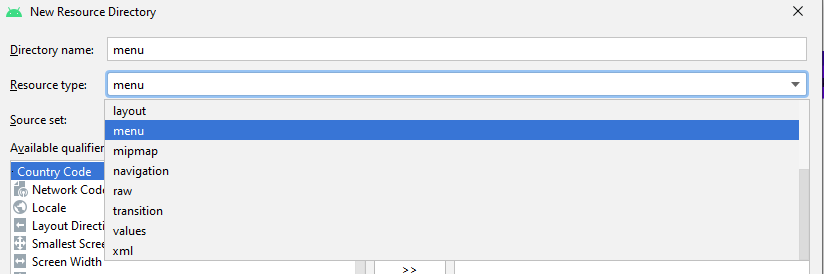 New Resource Directory
Directory name: menu
Resource type: menu
layout
Source set:
menu
Available qualifier
mipmap
Country Code
navigation
Network Cod
raw
Locale
transition
Layout Directi
values
Smallest Scree
xml
Screen Width
>>